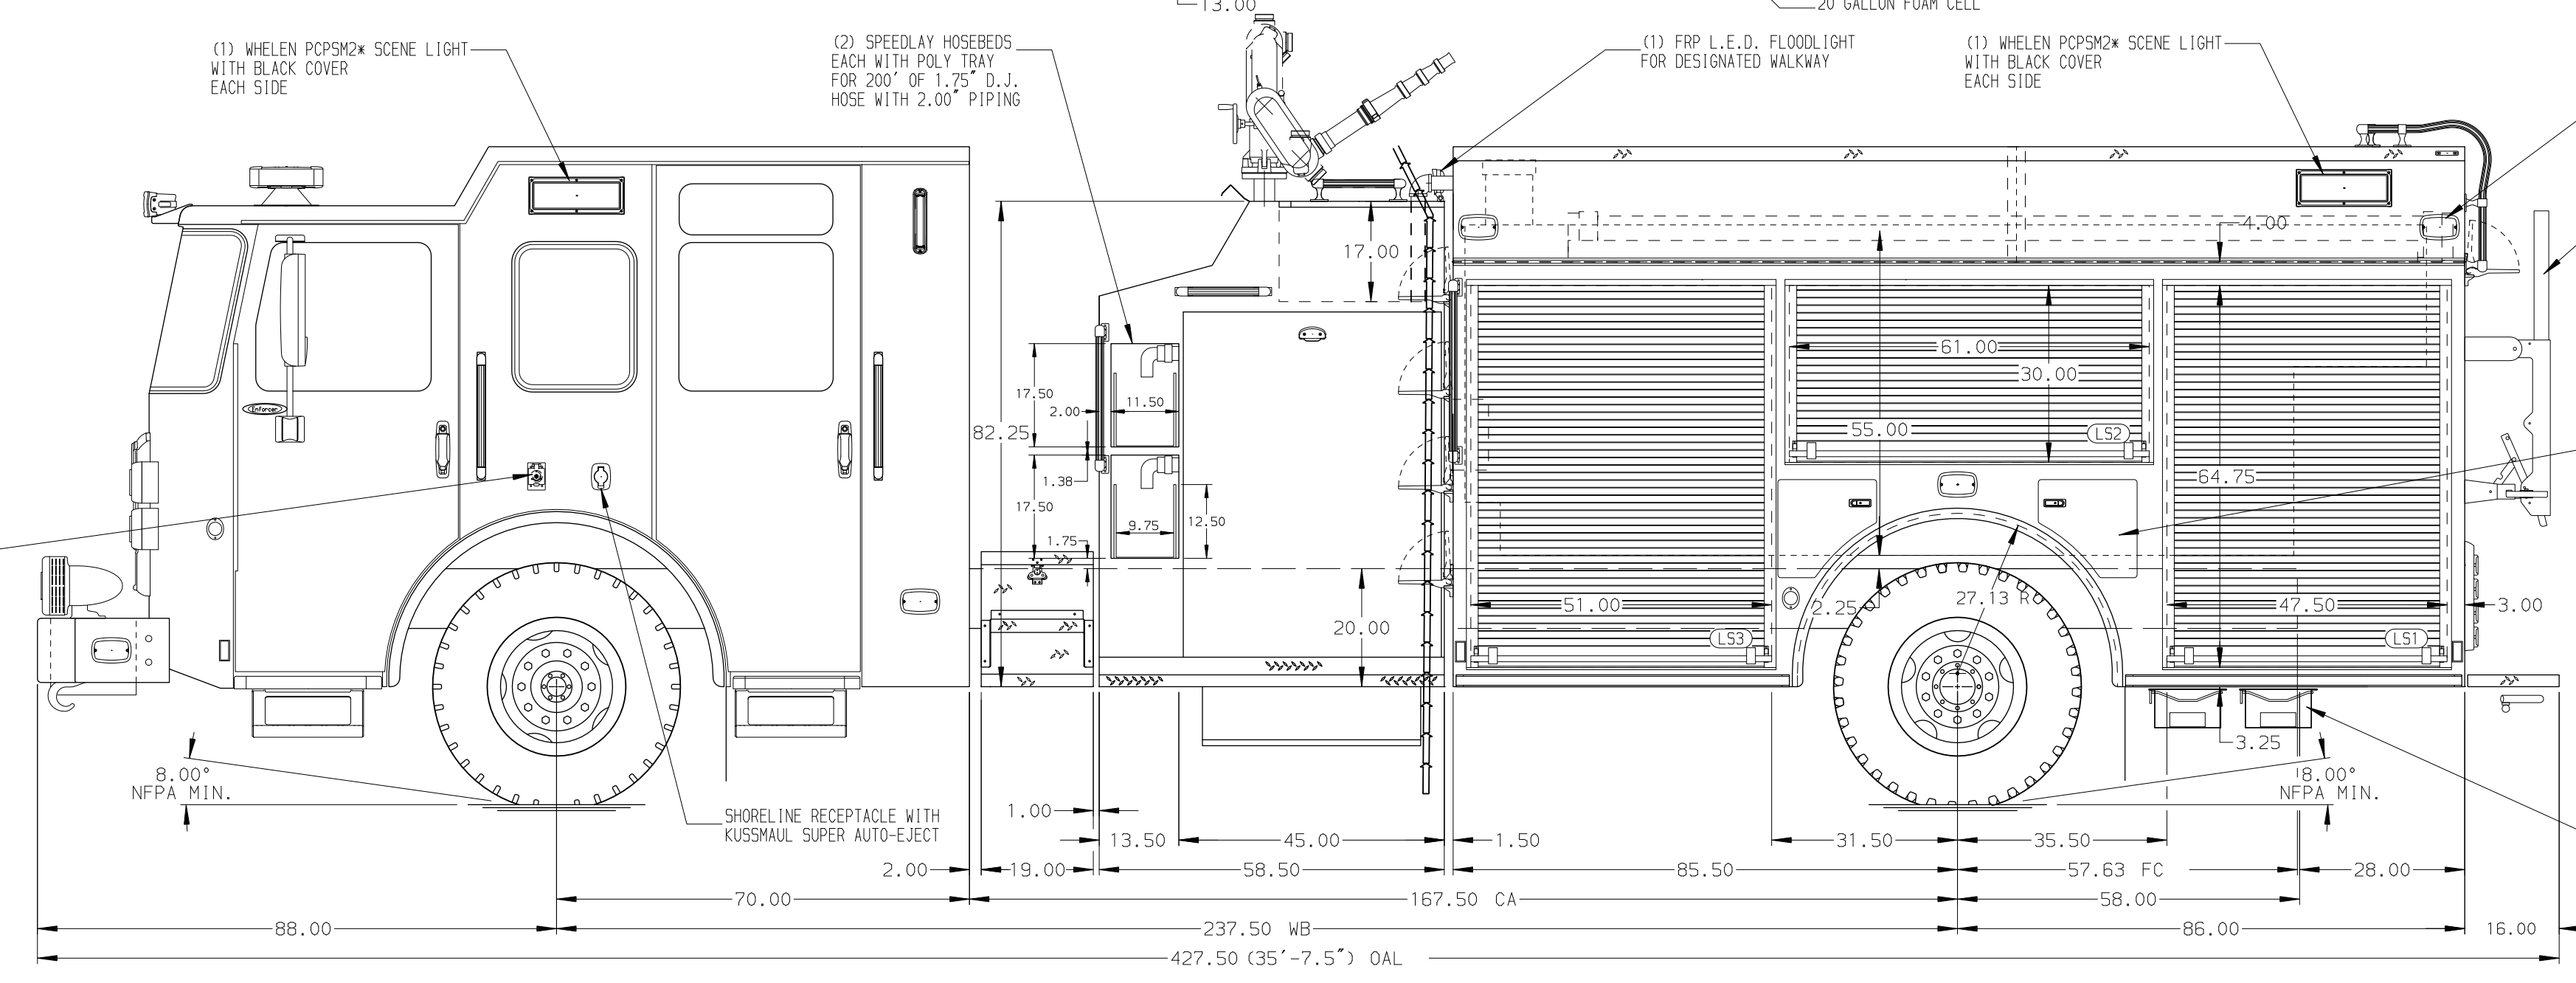 13.00
20 GALLON FOAM CELL
(1) WHELEN PCPSM2* SCENE LIGHT
WITH BLACK COVER
EACH SIDE
(2) SPEEDLAY HOSEBEDS
EACH WITH POLY TRAY
FOR 200' OF 1.75" D.J.
HOSE WITH 2.00" PIPING
(1) FRP L.E.D. FLOODLIGHT
FOR DESIGNATED WALKWAY
(1) WHELEN PCPSM2* SCENE LIGHT
WITH BLACK COVER
EACH SIDE
4.00
17.00
61.00
30.00
17.50
2.00
11.50
Enforcer
82.25
55.00
LS2
64.75
1.38
17.50
9.75
12.50
1.75
51.00
2.25
27.13 R
47.50
3.00
20.00
LS3
LS1
3.25
8.00°
NFPA MIN.
8.00°
NFPA MIN.
SHORELINE RECEPTACLE WITH
KUSSMAUL SUPER AUTO-EJECT
1.00
13.50
45.00
1.50
31.50
35.50
2.00
19.00
58.50
85.50
57.63 FC
28.00
70.00
167.50 CA
58.00
88.00
237.50 WB
86.00
16.00
427.50 (35'-7.5") OAL